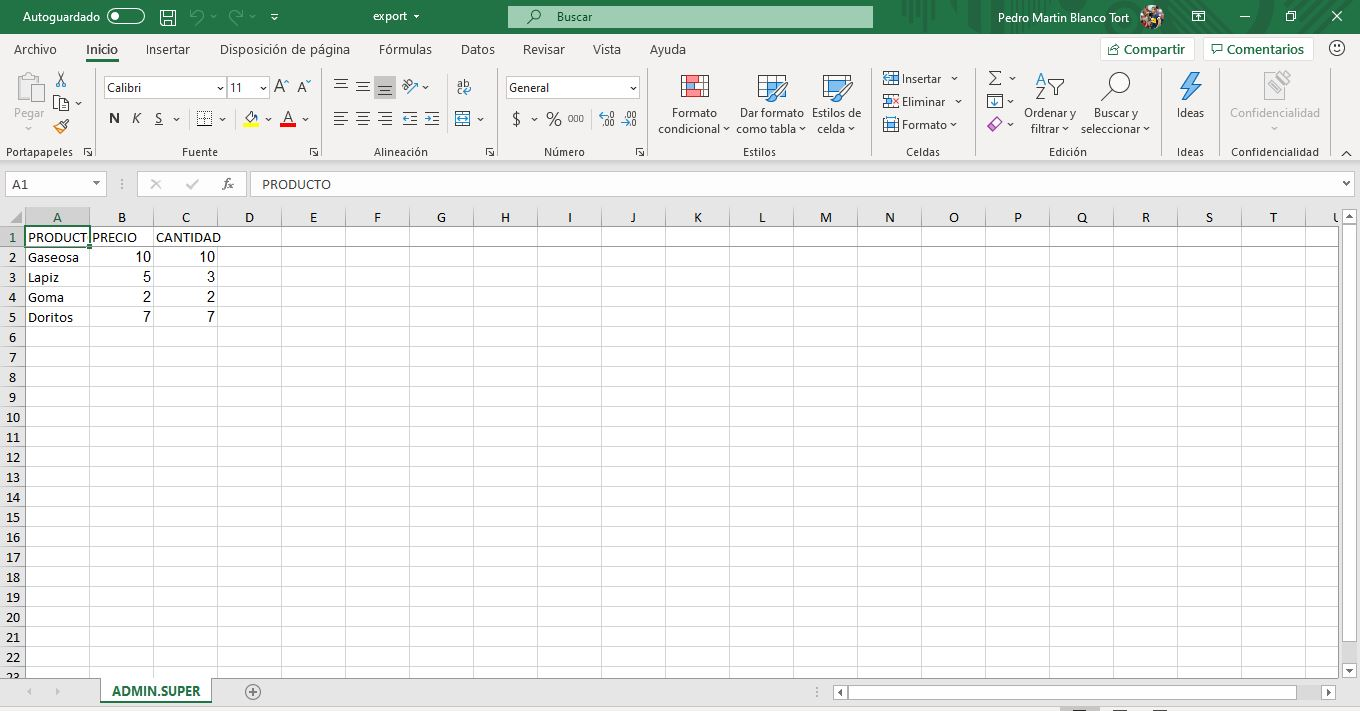 Autoguardado export Buscar Pedro Martin Blanco Tort
Archivo Inicio Insertar Disposición de página Fórmulas Datos Revisar Vista Ayuda Compartir Comentarios
Pegar
Calibri 11
N K S
ab
General
$ % 000
Formato condicional
Dar formato como tabla
Estilos de celda
Insertar
Eliminar
Formato
Ordenar y filtrar
Buscar y seleccionar
Ideas
Confidencialidad
Portapapeles Fuente Alineación Número Estilos Celdas Edición Ideas Confidencialidad
A1 fx PRODUCTO
A B C D E F G H I J K L M N O P Q R S T U
1 PRODUCT PRECIO CANTIDAD
2 Gaseosa 10 10
3 Lapiz 5 3
4 Goma 2 2
5 Doritos 7 7
6
7
8
9
10
11
12
13
14
15
16
17
18
19
20
21
22
23
ADMIN.SUPER